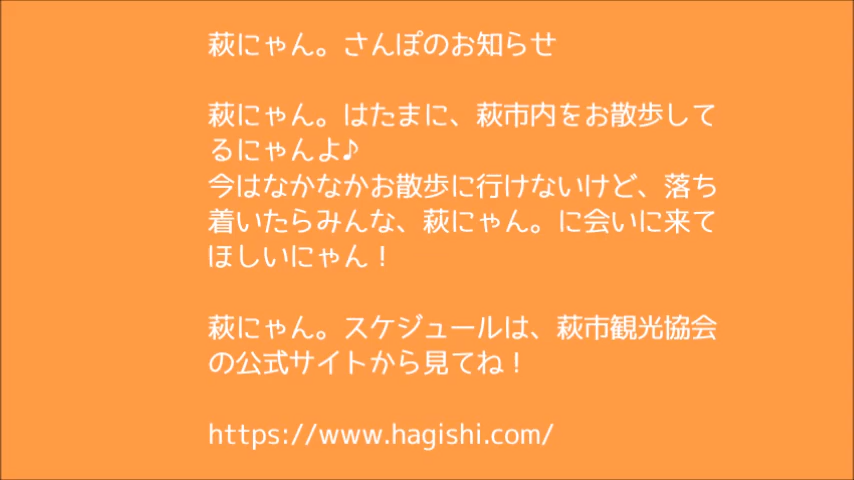 萩にゃん。さんぽのお知らせ
萩にゃん。はたまに、萩市内をお散歩して
るにゃんよ♪
今はなかなかお散歩に行けないけど、落ち
着いたらみんな、萩にゃん。に会いに来て
ほしいにゃん！
萩にゃん。スケジュールは、萩市観光協会
の公式サイトから見てね！
https://www.hagishi.com/